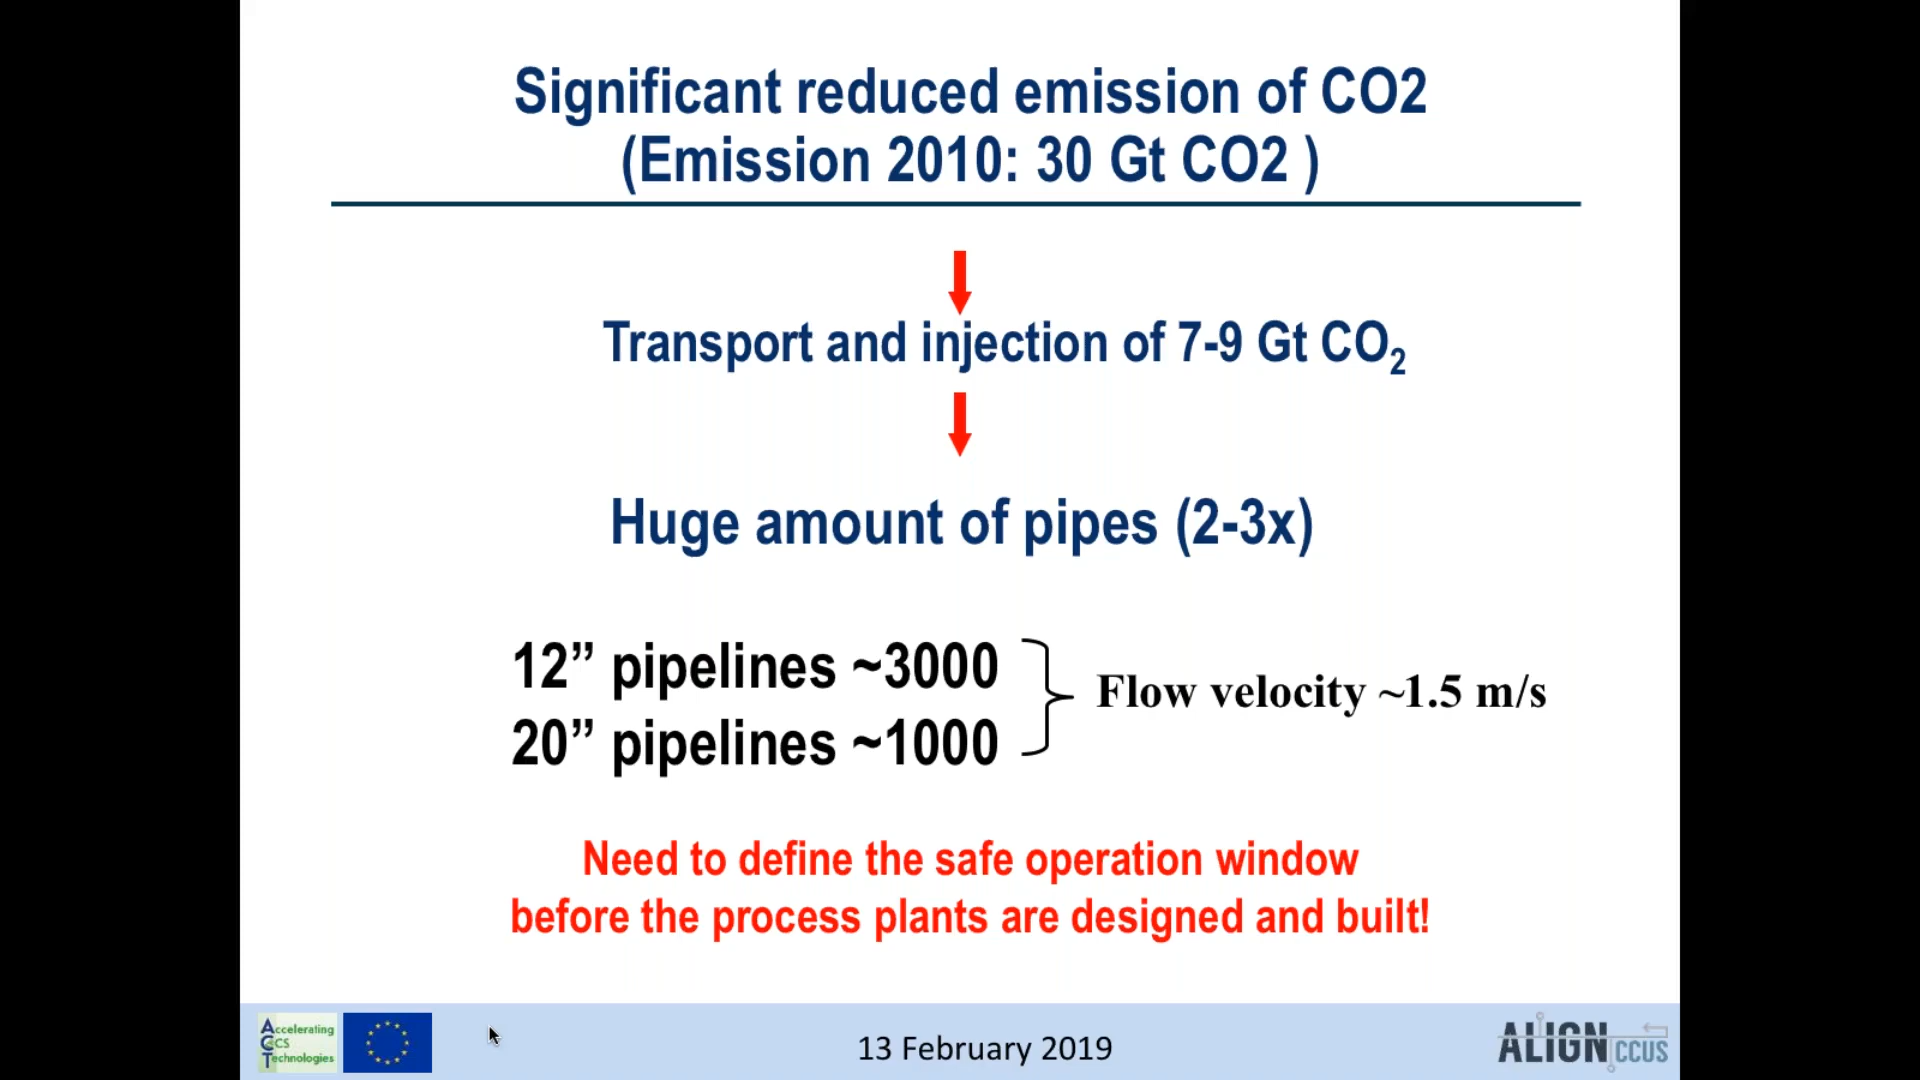 Significant reduced emission of CO2
(Emission 2010: 30 Gt CO2 )
Transport and injection of 7-9 Gt CO₂
Huge amount of pipes (2-3x)
12” pipelines ~3000
20” pipelines ~1000
Flow velocity ~1.5 m/s
Need to define the safe operation window
before the process plants are designed and built!
Accelerating
CCS
Technologies
13 February 2019
ALIGN CCUS